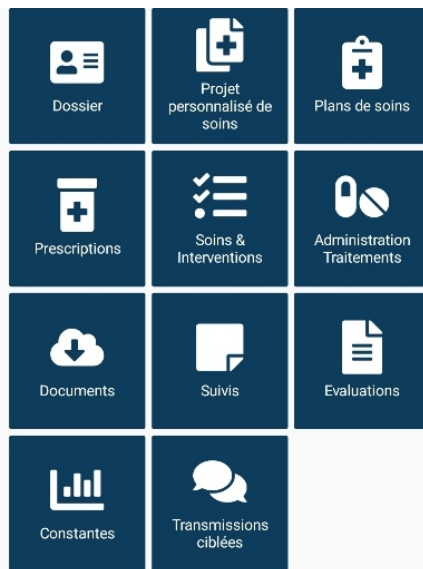 Dossier
Projet
personnalisé de
soins
Plans de soins
Prescriptions
Soins &
Interventions
Administration
Traitements
Documents
Suivis
Evaluations
Constantes
Transmissions
ciblées